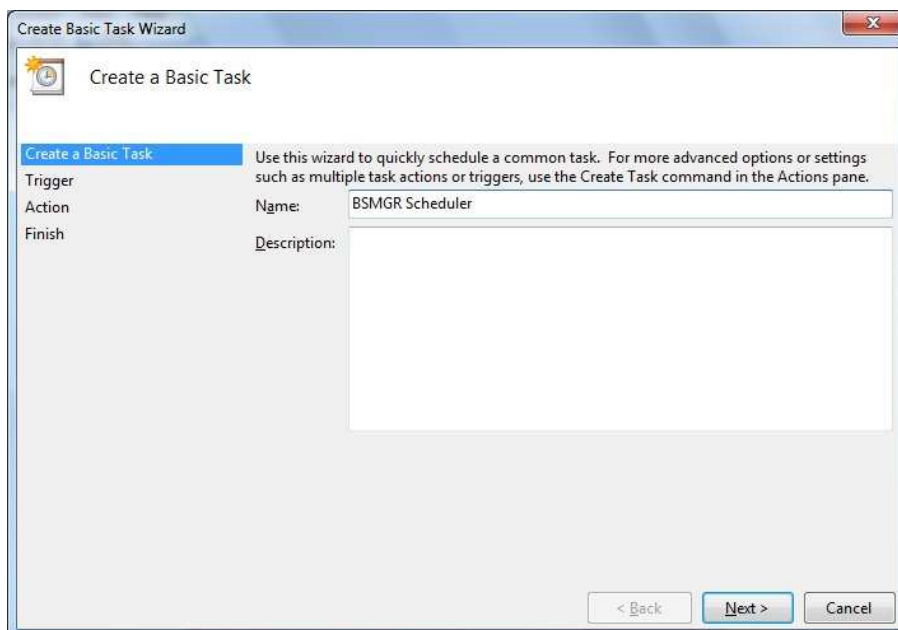 Create Basic Task Wizard
Create a Basic Task
Create a Basic Task
Trigger
Action
Finish
Use this wizard to quickly schedule a common task. For more advanced options or settings
such as multiple task actions or triggers, use the Create Task command in the Actions pane.
Name:
BSMGR Scheduler
Description:
< Back
Next >
Cancel